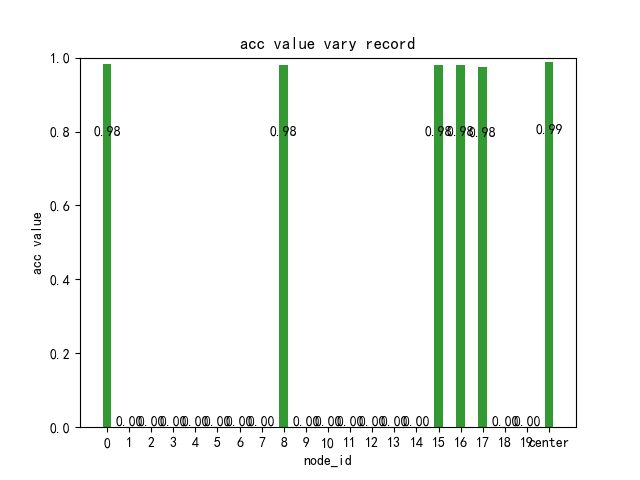 acc value vary record
1.0
0.8
0.6
0.4
0.2
0.0
acc value
0.98 0.00 0.00 0.00 0.00 0.00 0.00 0.00 0.98 0.00 0.00 0.00 0.00 0.00 0.00 0.98 0.98 0.98 0.00 0.00 0.99
0 1 2 3 4 5 6 7 8 9 10 11 12 13 14 15 16 17 18 19 center
node_id